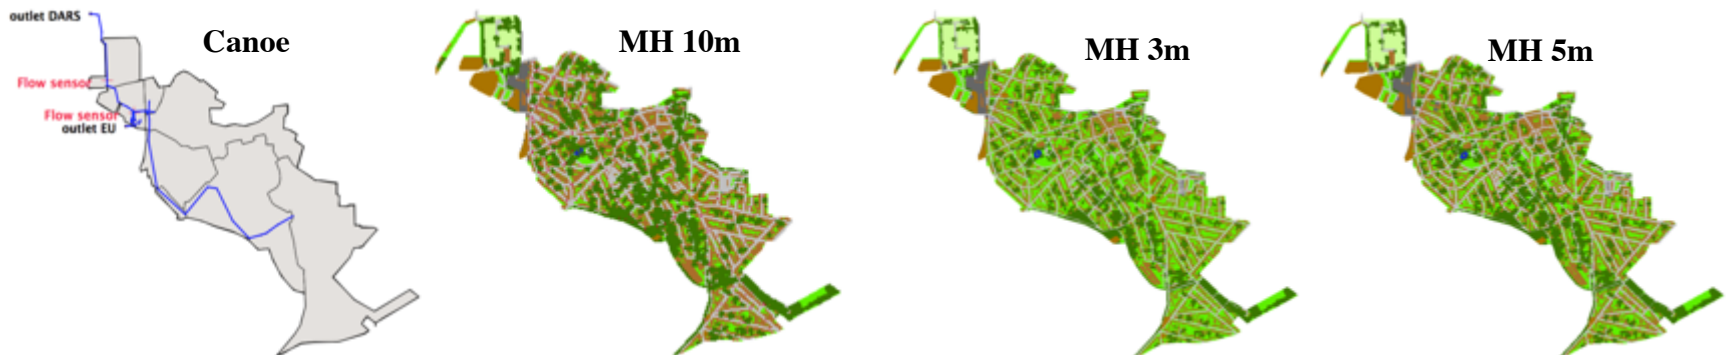 outlet DARS
Canoe
MH 10m
MH 3m
MH 5m
Flow sensor
Flow sensor
outlet EU